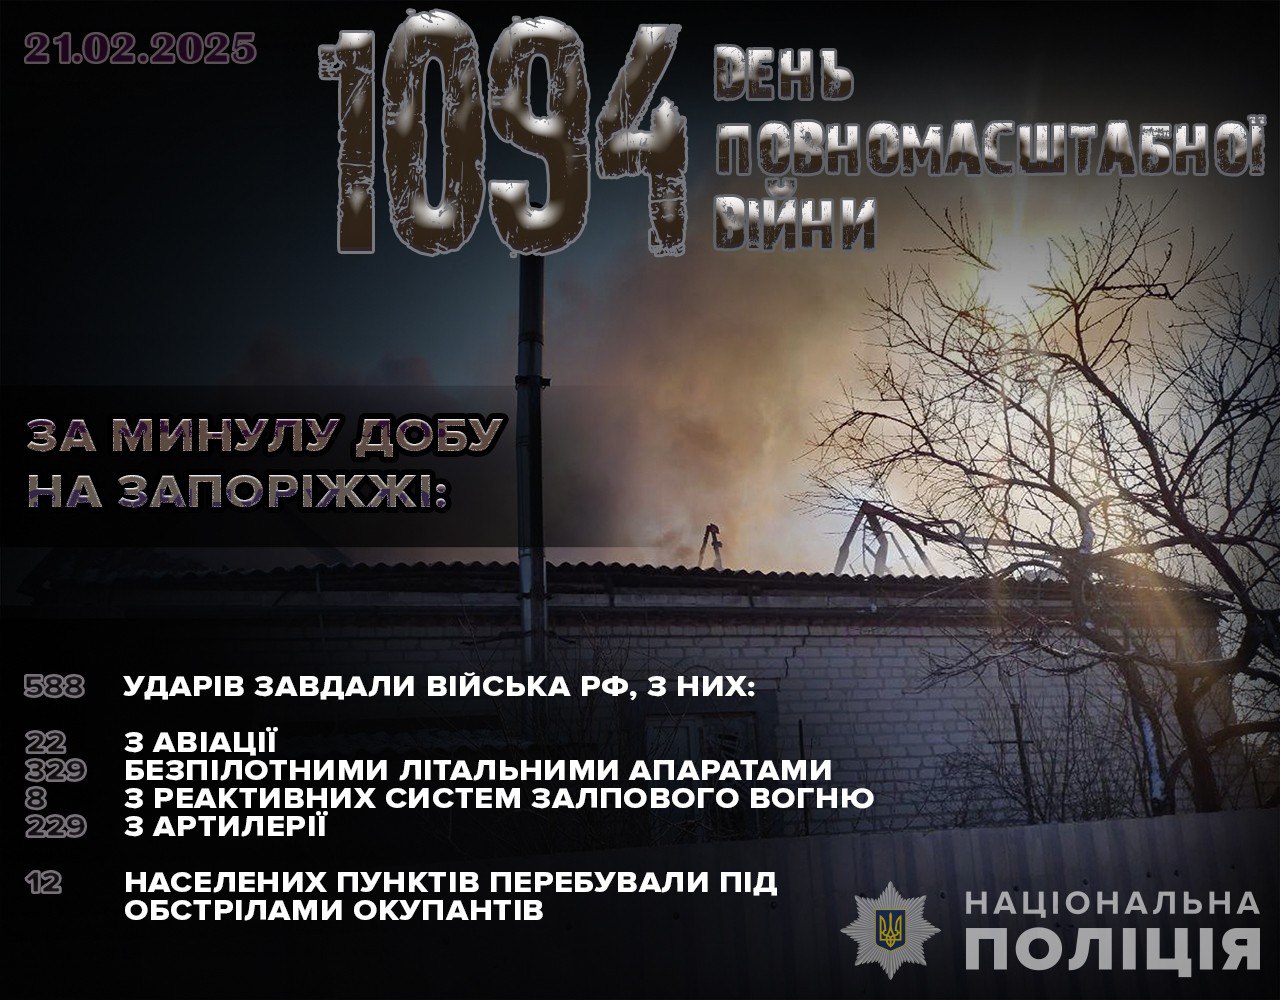 21.02.2025
1094
ДЕНЬ
ПОВНОМАСШТАБНОЇ
ВІЙНИ
ЗА МИНУЛУ ДОБУ
НА ЗАПОРІЖЖІ:
588 УДАРІВ ЗАВДАЛИ ВІЙСЬКА РФ, З НИХ:
22 З АВІАЦІЇ
329 БЕЗПІЛОТНИМИ ЛІТАЛЬНИМИ АПАРАТАМИ
8 З РЕАКТИВНИХ СИСТЕМ ЗАЛПОВОГО ВОГНЮ
229 З АРТИЛЕРІЇ
12 НАСЕЛЕНИХ ПУНКТІВ ПЕРЕБУВАЛИ ПІД
ОБСТРІЛАМИ ОКУПАНТІВ
НАЦІОНАЛЬНА
ПОЛІЦІЯ